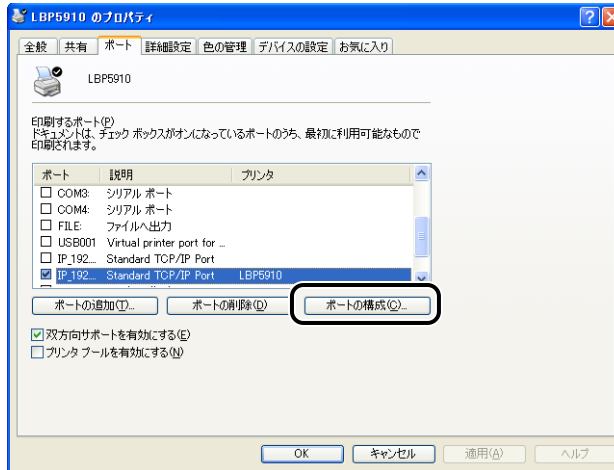 LBP5910 のプロパティ
全般 共有 ポート 詳細設定 色の管理 デバイスの設定 お気に入り
LBP5910
印刷するポート(P)
ドキュメントは、チェック ボックスがオンになっているポートのうち、最初に利用可能なもので
印刷されます。
ポート 説明 プリンタ
COM3: シリアル ポート
COM4: シリアル ポート
FILE: ファイルへ出力
USB001 Virtual printer port for ...
IP_192... Standard TCP/IP Port
IP_192... Standard TCP/IP Port LBP5910
ポートの追加(T)... ポートの削除(D) ポートの構成(C)...
双方向サポートを有効にする(E)
プリンタ プールを有効にする(N)
OK キャンセル 適用(A) ヘルプ